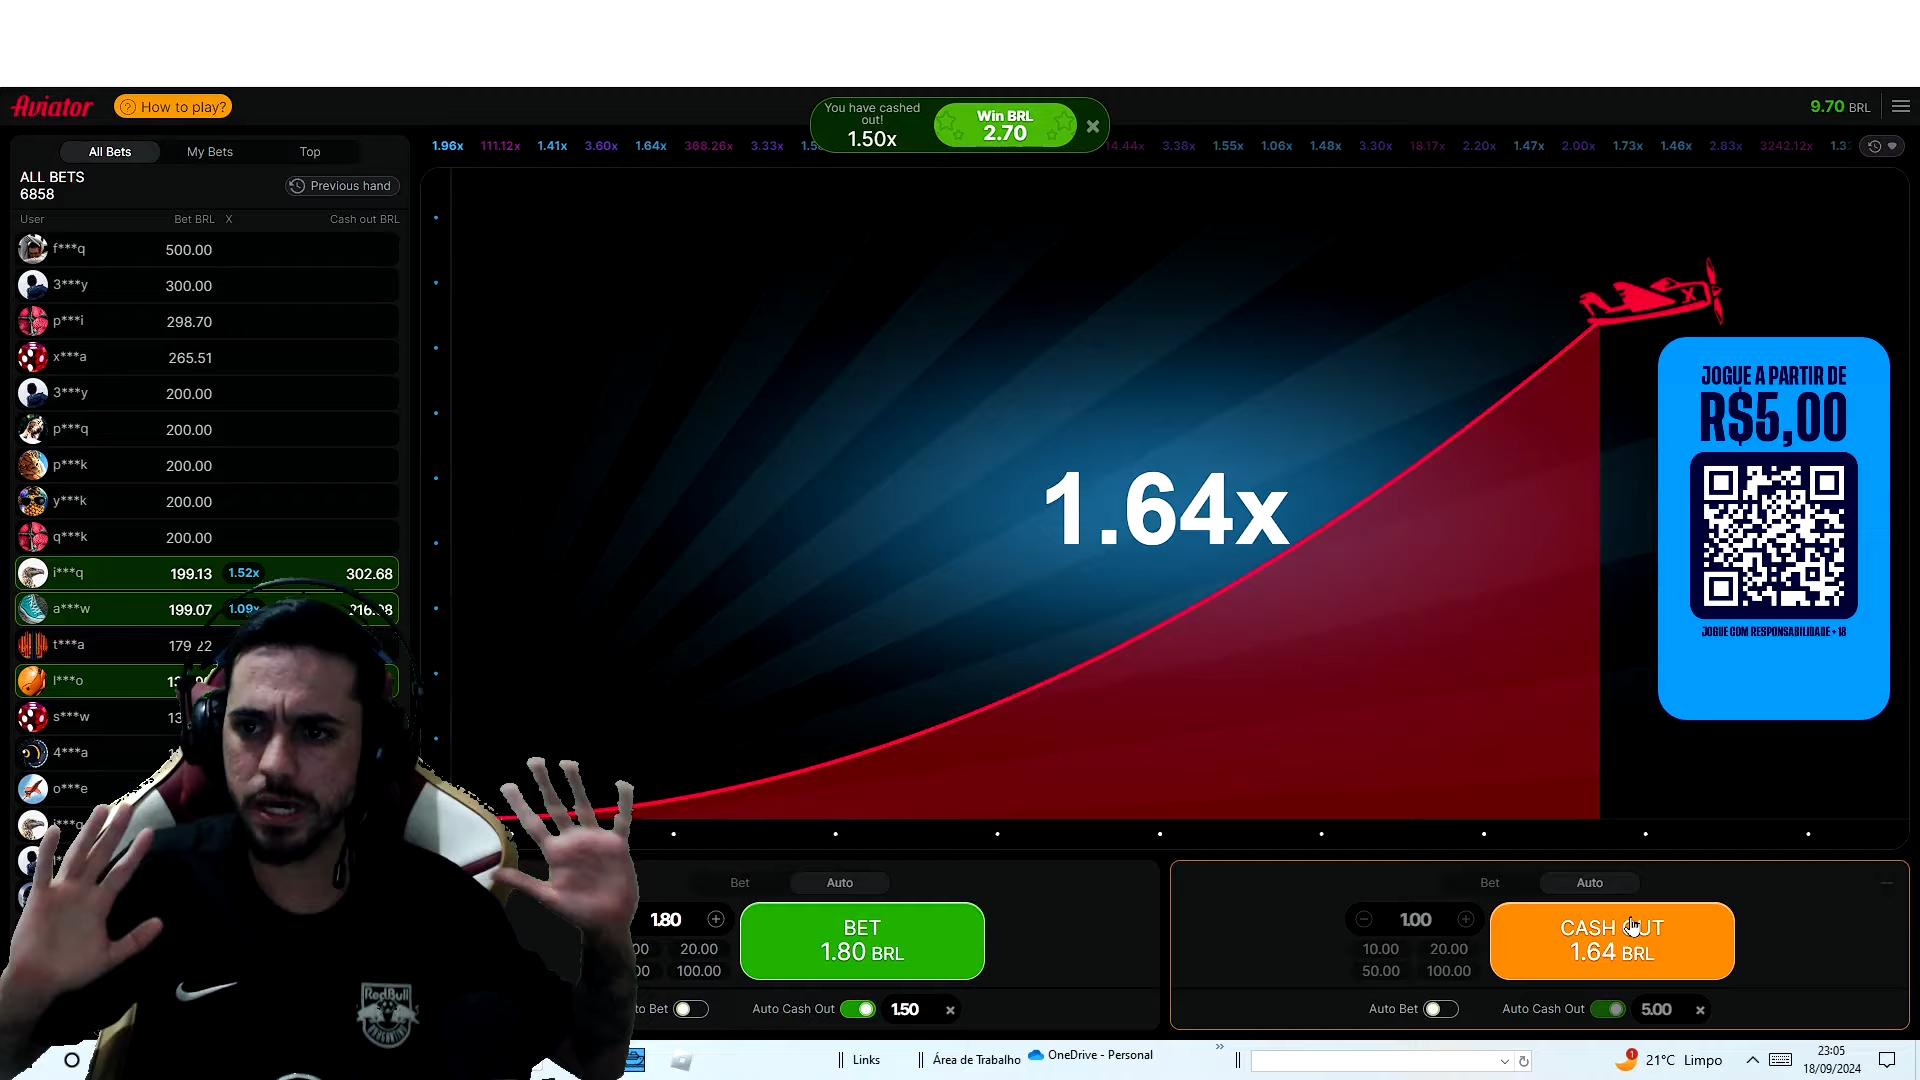 Aviator
? How to play?
You have cashed out!
1.50x
Win BRL
2.70
9.70 BRL
All Bets
My Bets
Top
1.96x 111.12x 1.41x 3.60x 1.64x 368.26x 3.33x
3.38x 1.55x 1.06x 1.48x 3.30x 18.17x 2.20x 1.47x 2.00x 1.73x 1.46x 2.83x 3242.12x
ALL BETS
6858
Previous hand
User Bet BRL X Cash out BRL
f***q 500.00
3***y 300.00
p***i 298.70
x***a 265.51
3***y 200.00
p***q 200.00
p***k 200.00
y***k 200.00
q***k 200.00
i***q 199.13 1.52x 302.68
a***w 199.07 1.09x
t***a 179.22
l***o
s***w
4***a
o***e
1.64x
X
JOGUE A PARTIR DE
R$5,00
JOGUE COM RESPONSABILIDADE +18
Bet Auto
1.80
20.00
100.00
BET
1.80 BRL
Auto Cash Out 1.50
Bet Auto
1.00
10.00 20.00
50.00 100.00
CASH OUT
1.64 BRL
Auto Bet
Auto Cash Out 5.00
RedBull
Links
Área de Trabalho
OneDrive - Personal
1
21°C Limpo
23:05
18/09/2024